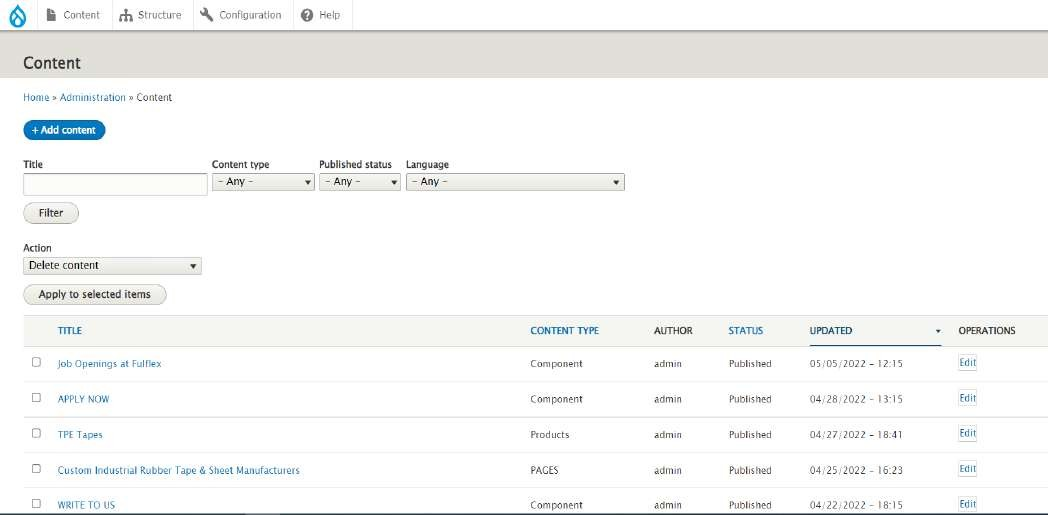 Content Structure Configuration Help
Content
Home » Administration » Content
+ Add content
Title Content type Published status Language
- Any - - Any - - Any -
Filter
Action
Delete content
Apply to selected items
TITLE CONTENT TYPE AUTHOR STATUS UPDATED OPERATIONS
Job Openings at Fulflex Component admin Published 05/05/2022 - 12:15 Edit
APPLY NOW Component admin Published 04/28/2022 - 13:15 Edit
TPE Tapes Products admin Published 04/27/2022 - 18:41 Edit
Custom Industrial Rubber Tape & Sheet Manufacturers PAGES admin Published 04/25/2022 - 16:23 Edit
WRITE TO US Component admin Published 04/22/2022 - 18:15 Edit